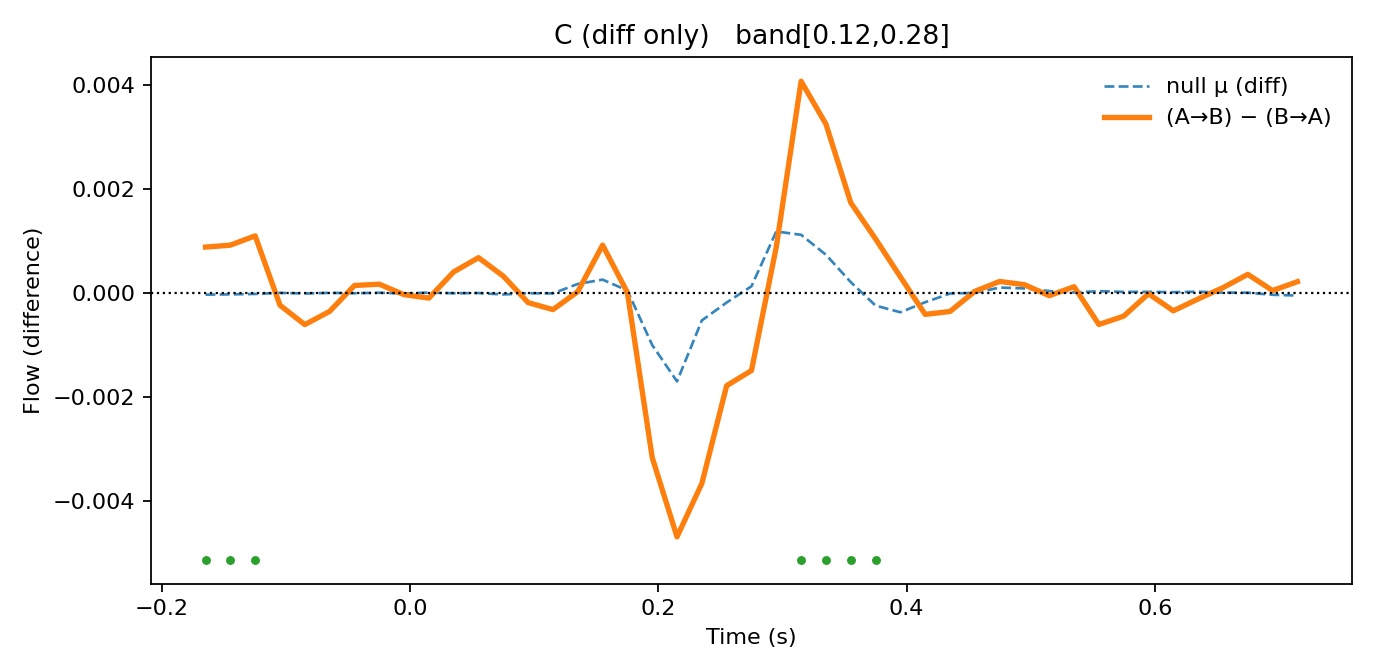 C (diff only)   band[0.12,0.28]
null μ (diff)
(A→B) − (B→A)
Flow (difference)
0.004
0.002
0.000
−0.002
−0.004
−0.2
0.0
0.2
0.4
0.6
Time (s)